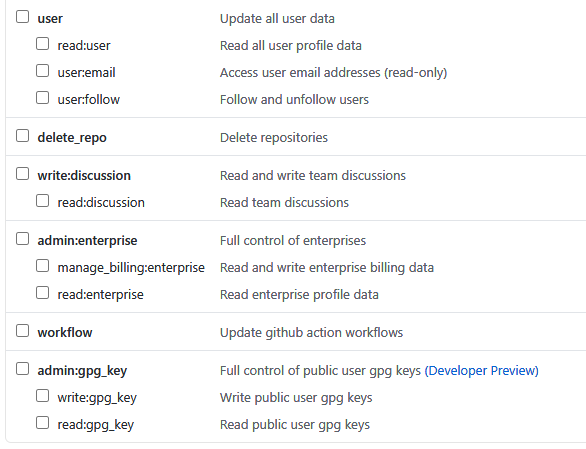 user Update all user data
read:user Read all user profile data
user:email Access user email addresses (read-only)
user:follow Follow and unfollow users
delete_repo Delete repositories
write:discussion Read and write team discussions
read:discussion Read team discussions
admin:enterprise Full control of enterprises
manage_billing:enterprise Read and write enterprise billing data
read:enterprise Read enterprise profile data
workflow Update github action workflows
admin:gpg_key Full control of public user gpg keys (Developer Preview)
write:gpg_key Write public user gpg keys
read:gpg_key Read public user gpg keys